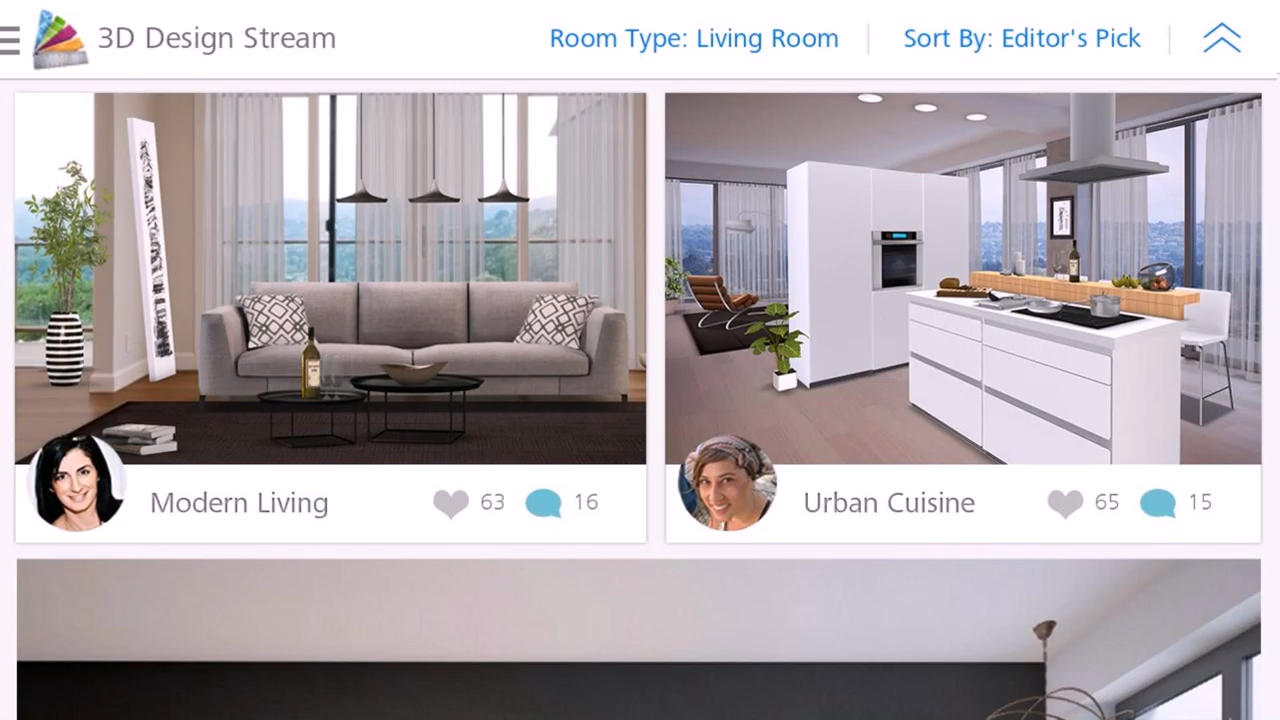 3D Design Stream
Room Type: Living Room
Sort By: Editor's Pick
Modern Living
63
16
Urban Cuisine
65
15